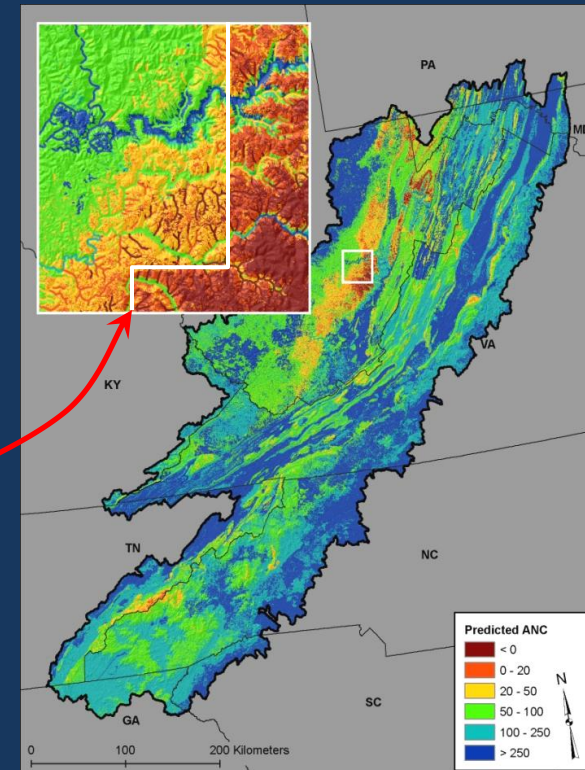 PA
MD
VA
KY
TN
NC
SC
GA
Predicted ANC
< 0
0 - 20
20 - 50
50 - 100
100 - 250
> 250
N
0 100 200 Kilometers